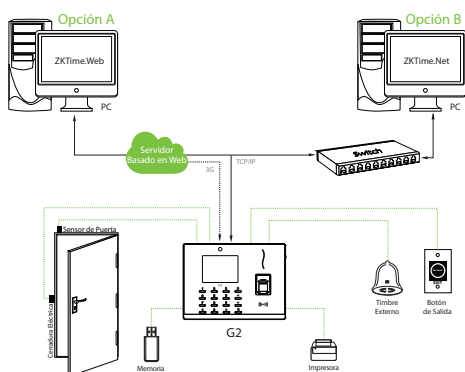 Opción A
Opción B
ZKTime.Web
ZKTime.Net
PC
PC
Servidor
Basado en Web
Switch
TCP/IP
3G
Sensor de Puerta
Cerradura Eléctrica
G2
Timbre
Externo
Botón
de Salida
EXIT
Memoria
Impresora